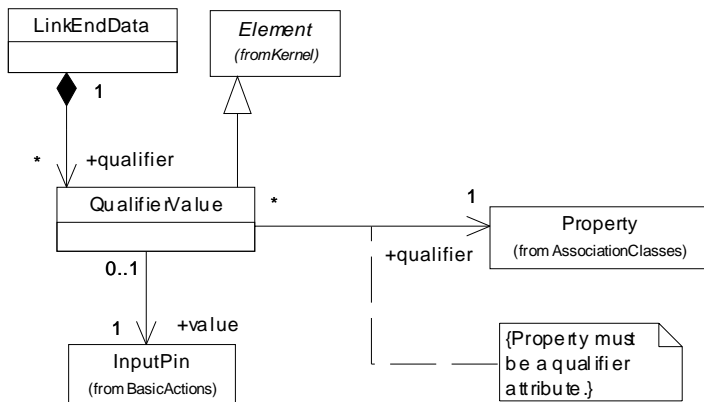 LinkEndData
Element
(fromKernel)
1
*
+qualifier
QualifierValue
*
1
Property
(from AssociationClasses)
+qualifier
0..1
1
+value
InputPin
(from BasicActions)
{Property must
be a qualifier
attribute.}